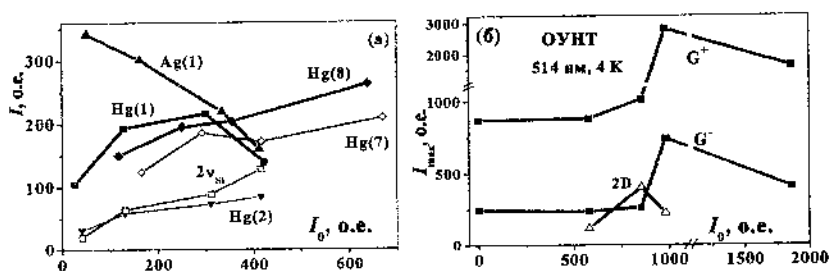 (а)
I, о.е.
300
200
100
0
Ag(1)
Hg(8)
Hg(1)
Hg(7)
2ν
Hg(2)
I₀, о.е.
0 200 400 600
(б)
ОУНТ
514 нм, 4 К
G⁺
G⁻
2D
Iₘₐₓ, о.е.
3000
2000
1000
500
250
0
I₀, о.е.
0 500 1000 1500 2000